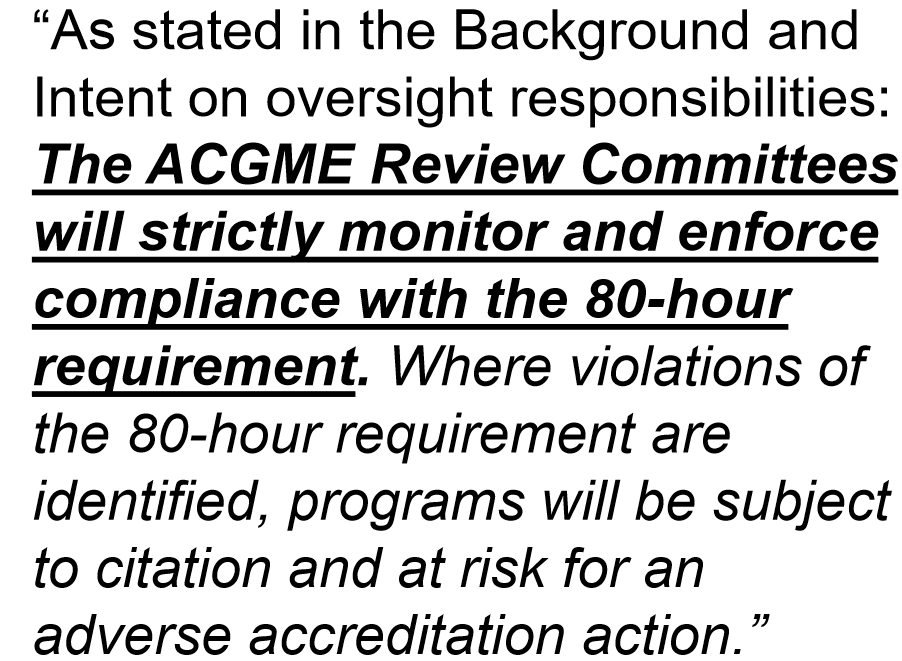 “As stated in the Background and
Intent on oversight responsibilities:
The ACGME Review Committees
will strictly monitor and enforce
compliance with the 80-hour
requirement. Where violations of
the 80-hour requirement are
identified, programs will be subject
to citation and at risk for an
adverse accreditation action.”